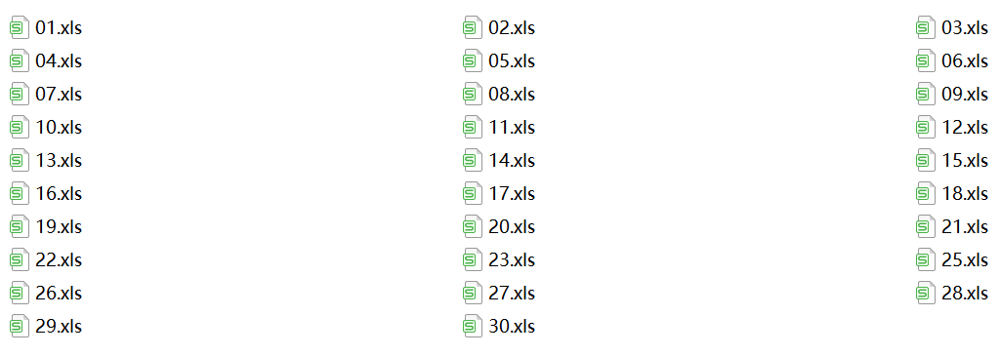 01.xls 02.xls 03.xls
04.xls 05.xls 06.xls
07.xls 08.xls 09.xls
10.xls 11.xls 12.xls
13.xls 14.xls 15.xls
16.xls 17.xls 18.xls
19.xls 20.xls 21.xls
22.xls 23.xls 25.xls
26.xls 27.xls 28.xls
29.xls 30.xls